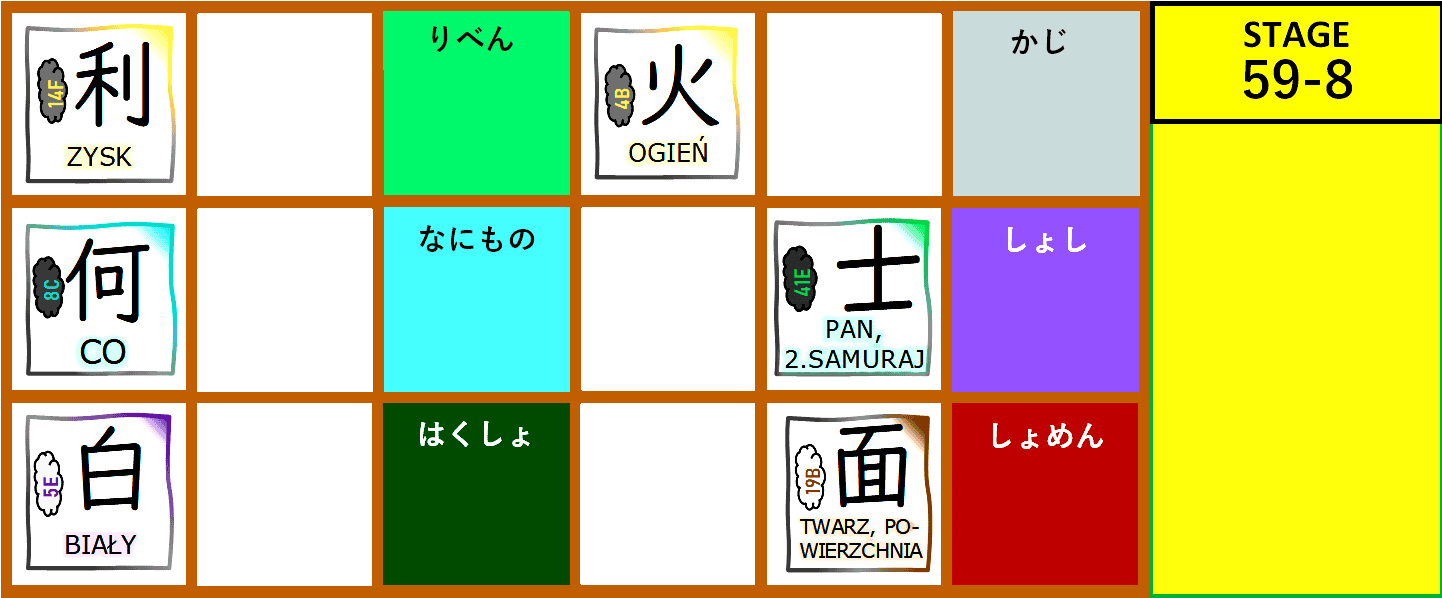 14F
利
ZYSK
りべん
4B
火
OGIEŃ
かじ
STAGE
59-8
8C
何
CO
なにもの
41E
士
PAN,
2.SAMURAJ
しょし
5E
白
BIAŁY
はくしょ
19B
面
TWARZ, PO-
WIERZCHNIA
しょめん